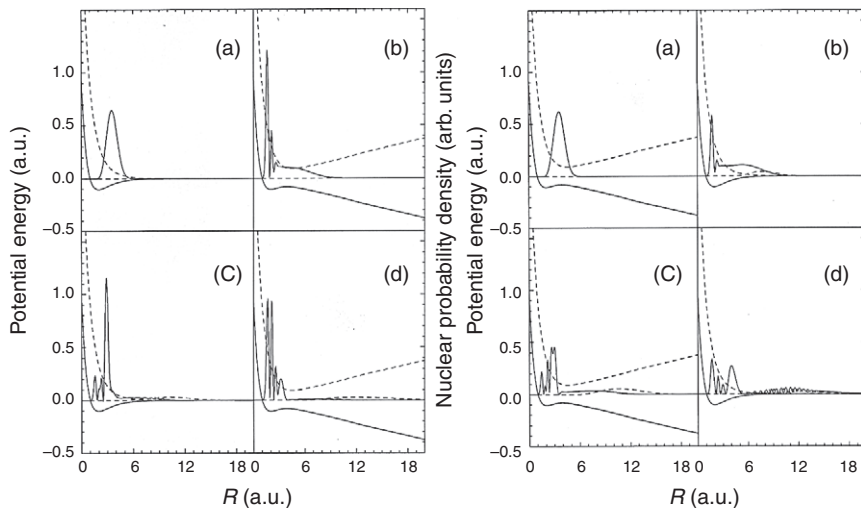 (a)
(b)
1.0
0.5
0.0
−0.5
(C)
(d)
1.0
0.5
0.0
−0.5
0 6 12 18 0 6 12 18
R (a.u.)
Potential energy (a.u.)
Nuclear probability density (arb. units)
(a)
(b)
1.0
0.5
0.0
−0.5
(C)
(d)
1.0
0.5
0.0
−0.5
0 6 12 18 0 6 12 18
R (a.u.)
Potential energy (a.u.)